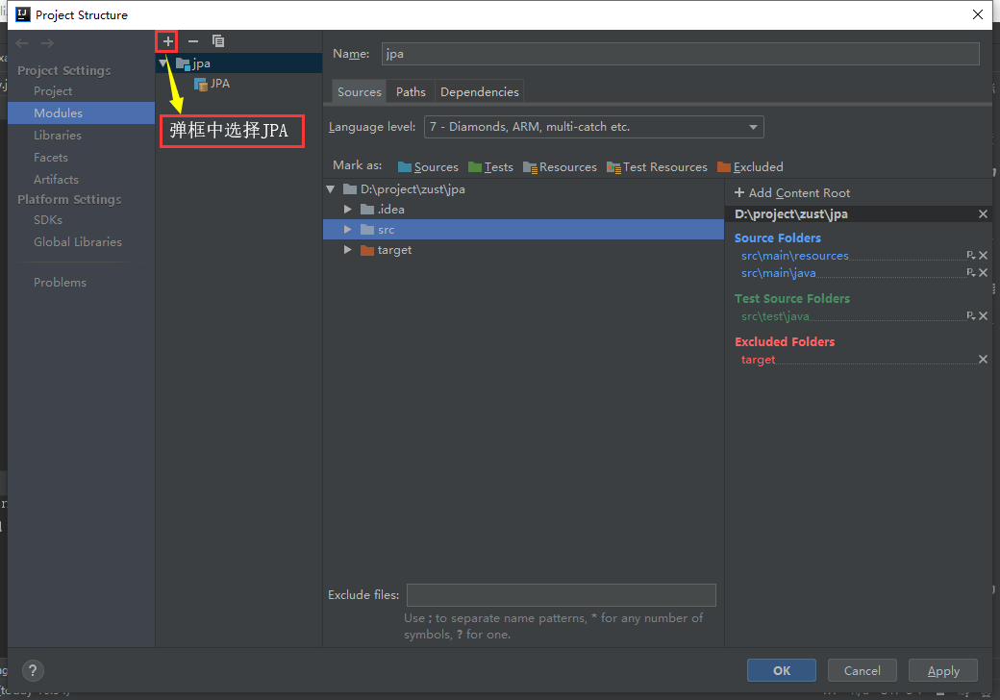 Project Structure
Project Settings
Project
Modules
Libraries
Facets
Artifacts
Platform Settings
SDKs
Global Libraries
Problems
jpa
JPA
弹框中选择JPA
Name: jpa
Sources Paths Dependencies
Language level: 7 - Diamonds, ARM, multi-catch etc.
Mark as: Sources Tests Resources Test Resources Excluded
D:\project\zust\jpa
.idea
src
target
+ Add Content Root
D:\project\zust\jpa
Source Folders
src\main\resources
src\main\java
Test Source Folders
src\test\java
Excluded Folders
target
Exclude files:
Use ; to separate name patterns, * for any number of
symbols, ? for one.
? OK Cancel Apply